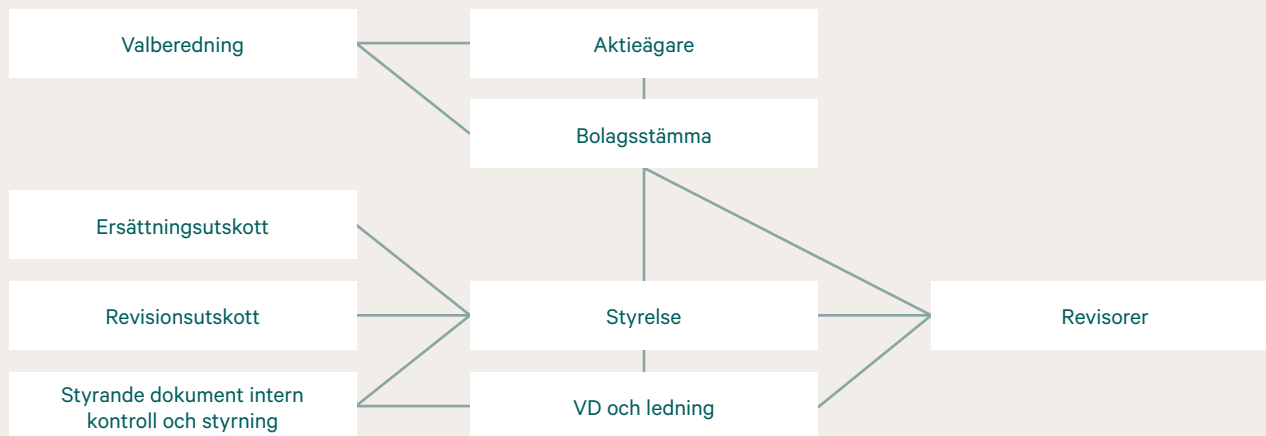 Valberedning
Aktieägare
Bolagsstämma
Ersättningsutskott
Revisionsutskott
Styrelse
Revisorer
Styrande dokument intern
kontroll och styrning
VD och ledning